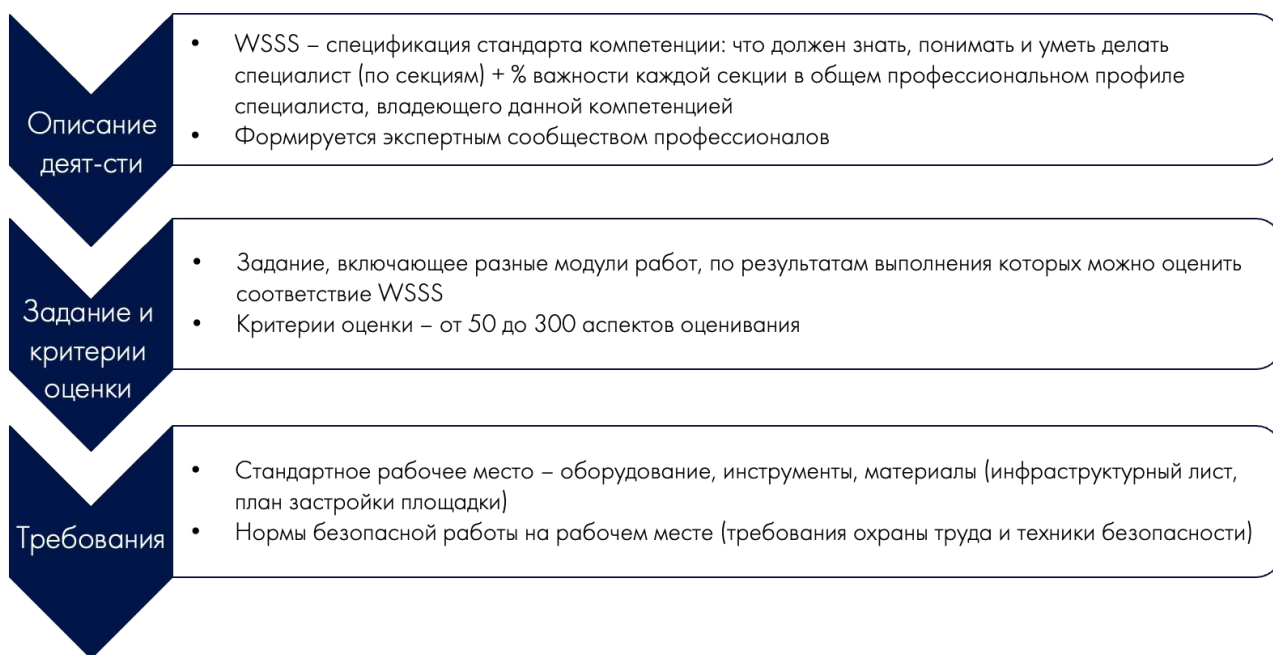 Описание
деят-сти
• WSSS – спецификация стандарта компетенции: что должен знать, понимать и уметь делать
специалист (по секциям) + % важности каждой секции в общем профессиональном профиле
специалиста, владеющего данной компетенцией
• Формируется экспертным сообществом профессионалов
Задание и
критерии
оценки
• Задание, включающее разные модули работ, по результатам выполнения которых можно оценить
соответствие WSSS
• Критерии оценки – от 50 до 300 аспектов оценивания
Требования
• Стандартное рабочее место – оборудование, инструменты, материалы (инфраструктурный лист,
план застройки площадки)
• Нормы безопасной работы на рабочем месте (требования охраны труда и техники безопасности)